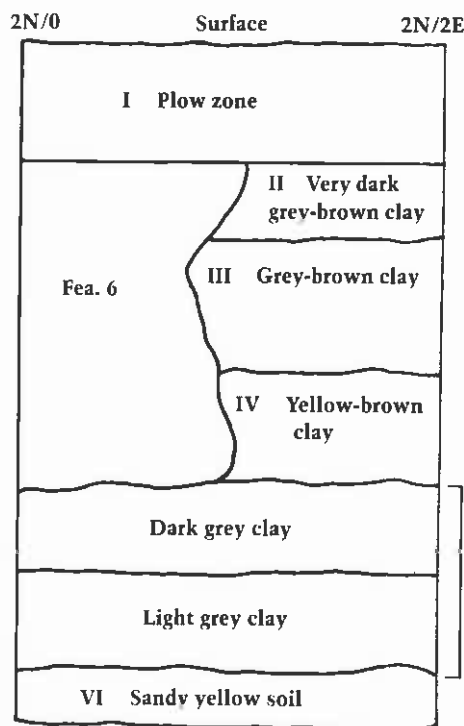 2N/0 Surface 2N/2E
I Plow zone
II Very dark
grey-brown clay
III Grey-brown clay
Fea. 6
IV Yellow-brown
clay
Dark grey clay
Light grey clay
VI Sandy yellow soil